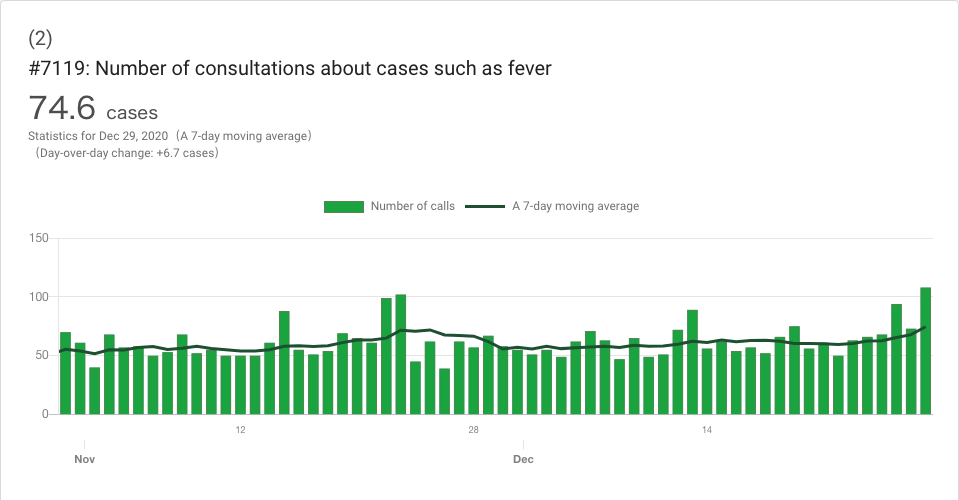 (2)
#7119: Number of consultations about cases such as fever
74.6 cases
Statistics for Dec 29, 2020（A 7-day moving average）
（Day-over-day change: +6.7 cases）
Number of calls A 7-day moving average
150
100
50
0
12 28 14
Nov Dec